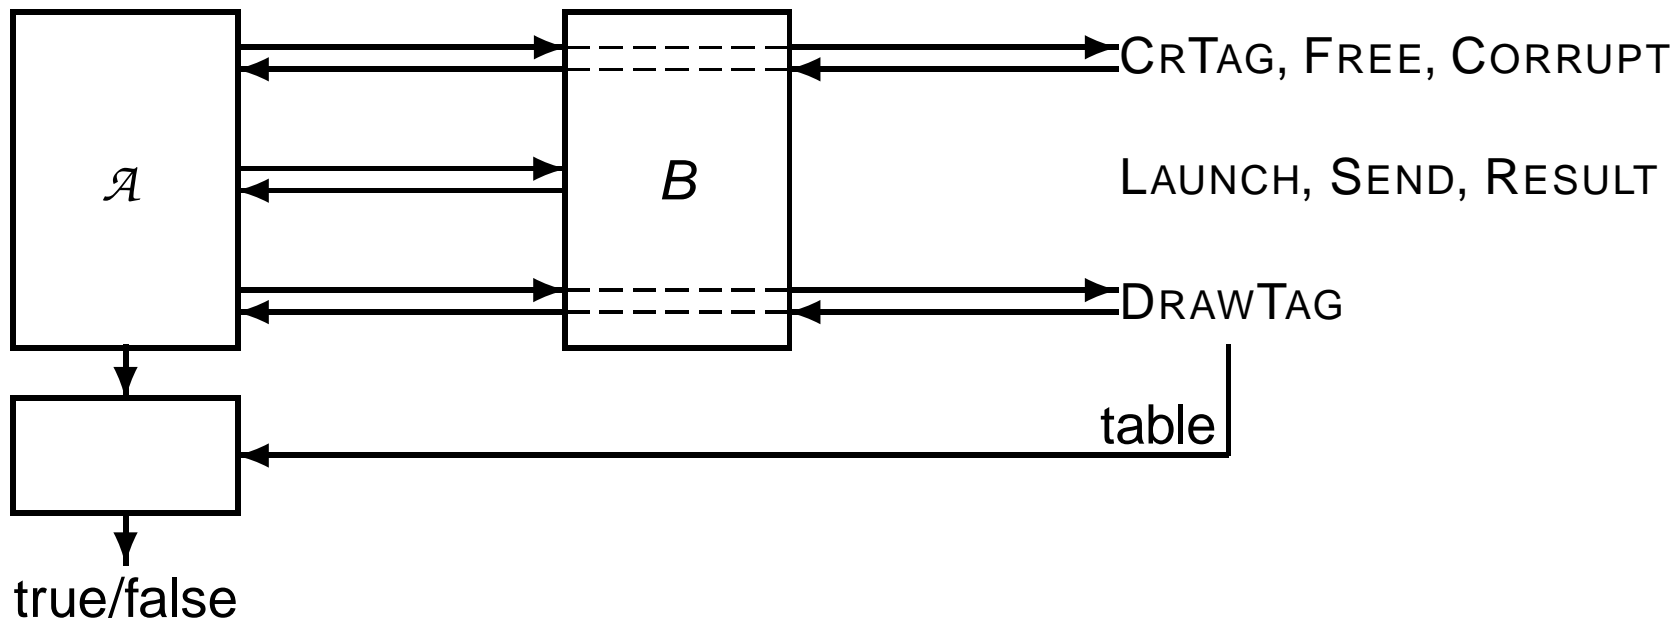 CRTAG, FREE, CORRUPT
𝒜
B
LAUNCH, SEND, RESULT
DRAWTAG
table
true/false